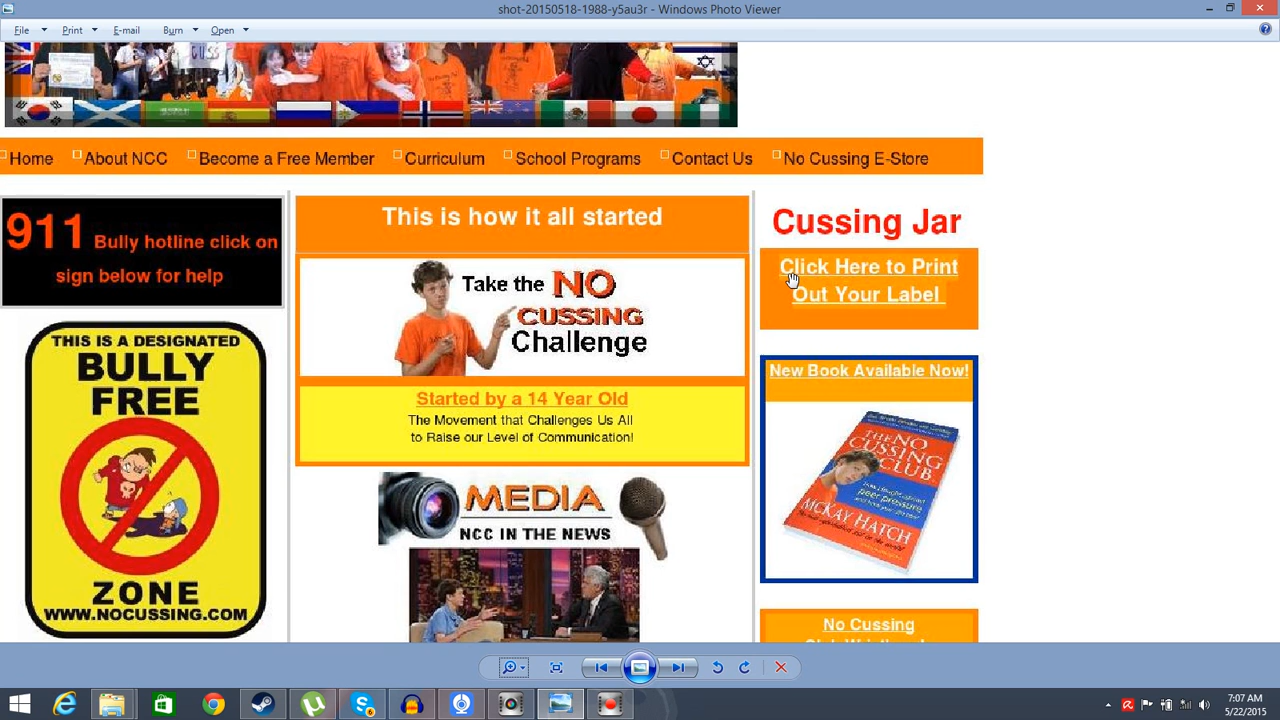 shot-20150518-1988-y5au3r - Windows Photo Viewer
File Print E-mail Burn Open
CUSS
Home About NCC Become a Free Member Curriculum School Programs Contact Us No Cussing E-Store
911 Bully hotline click on
sign below for help
THIS IS A DESIGNATED
BULLY
FREE
ZONE
WWW.NOCUSSING.COM
This is how it all started
Take the NO
CUSSING
Challenge
Started by a 14 Year Old
The Movement that Challenges Us All
to Raise our Level of Communication!
MEDIA
NCC IN THE NEWS
Cussing Jar
Click Here to Print
Out Your Label
New Book Available Now!
THE NO
CUSSING
CLUB
MCKAY HATCH
No Cussing
6
7:07 AM
5/22/2015